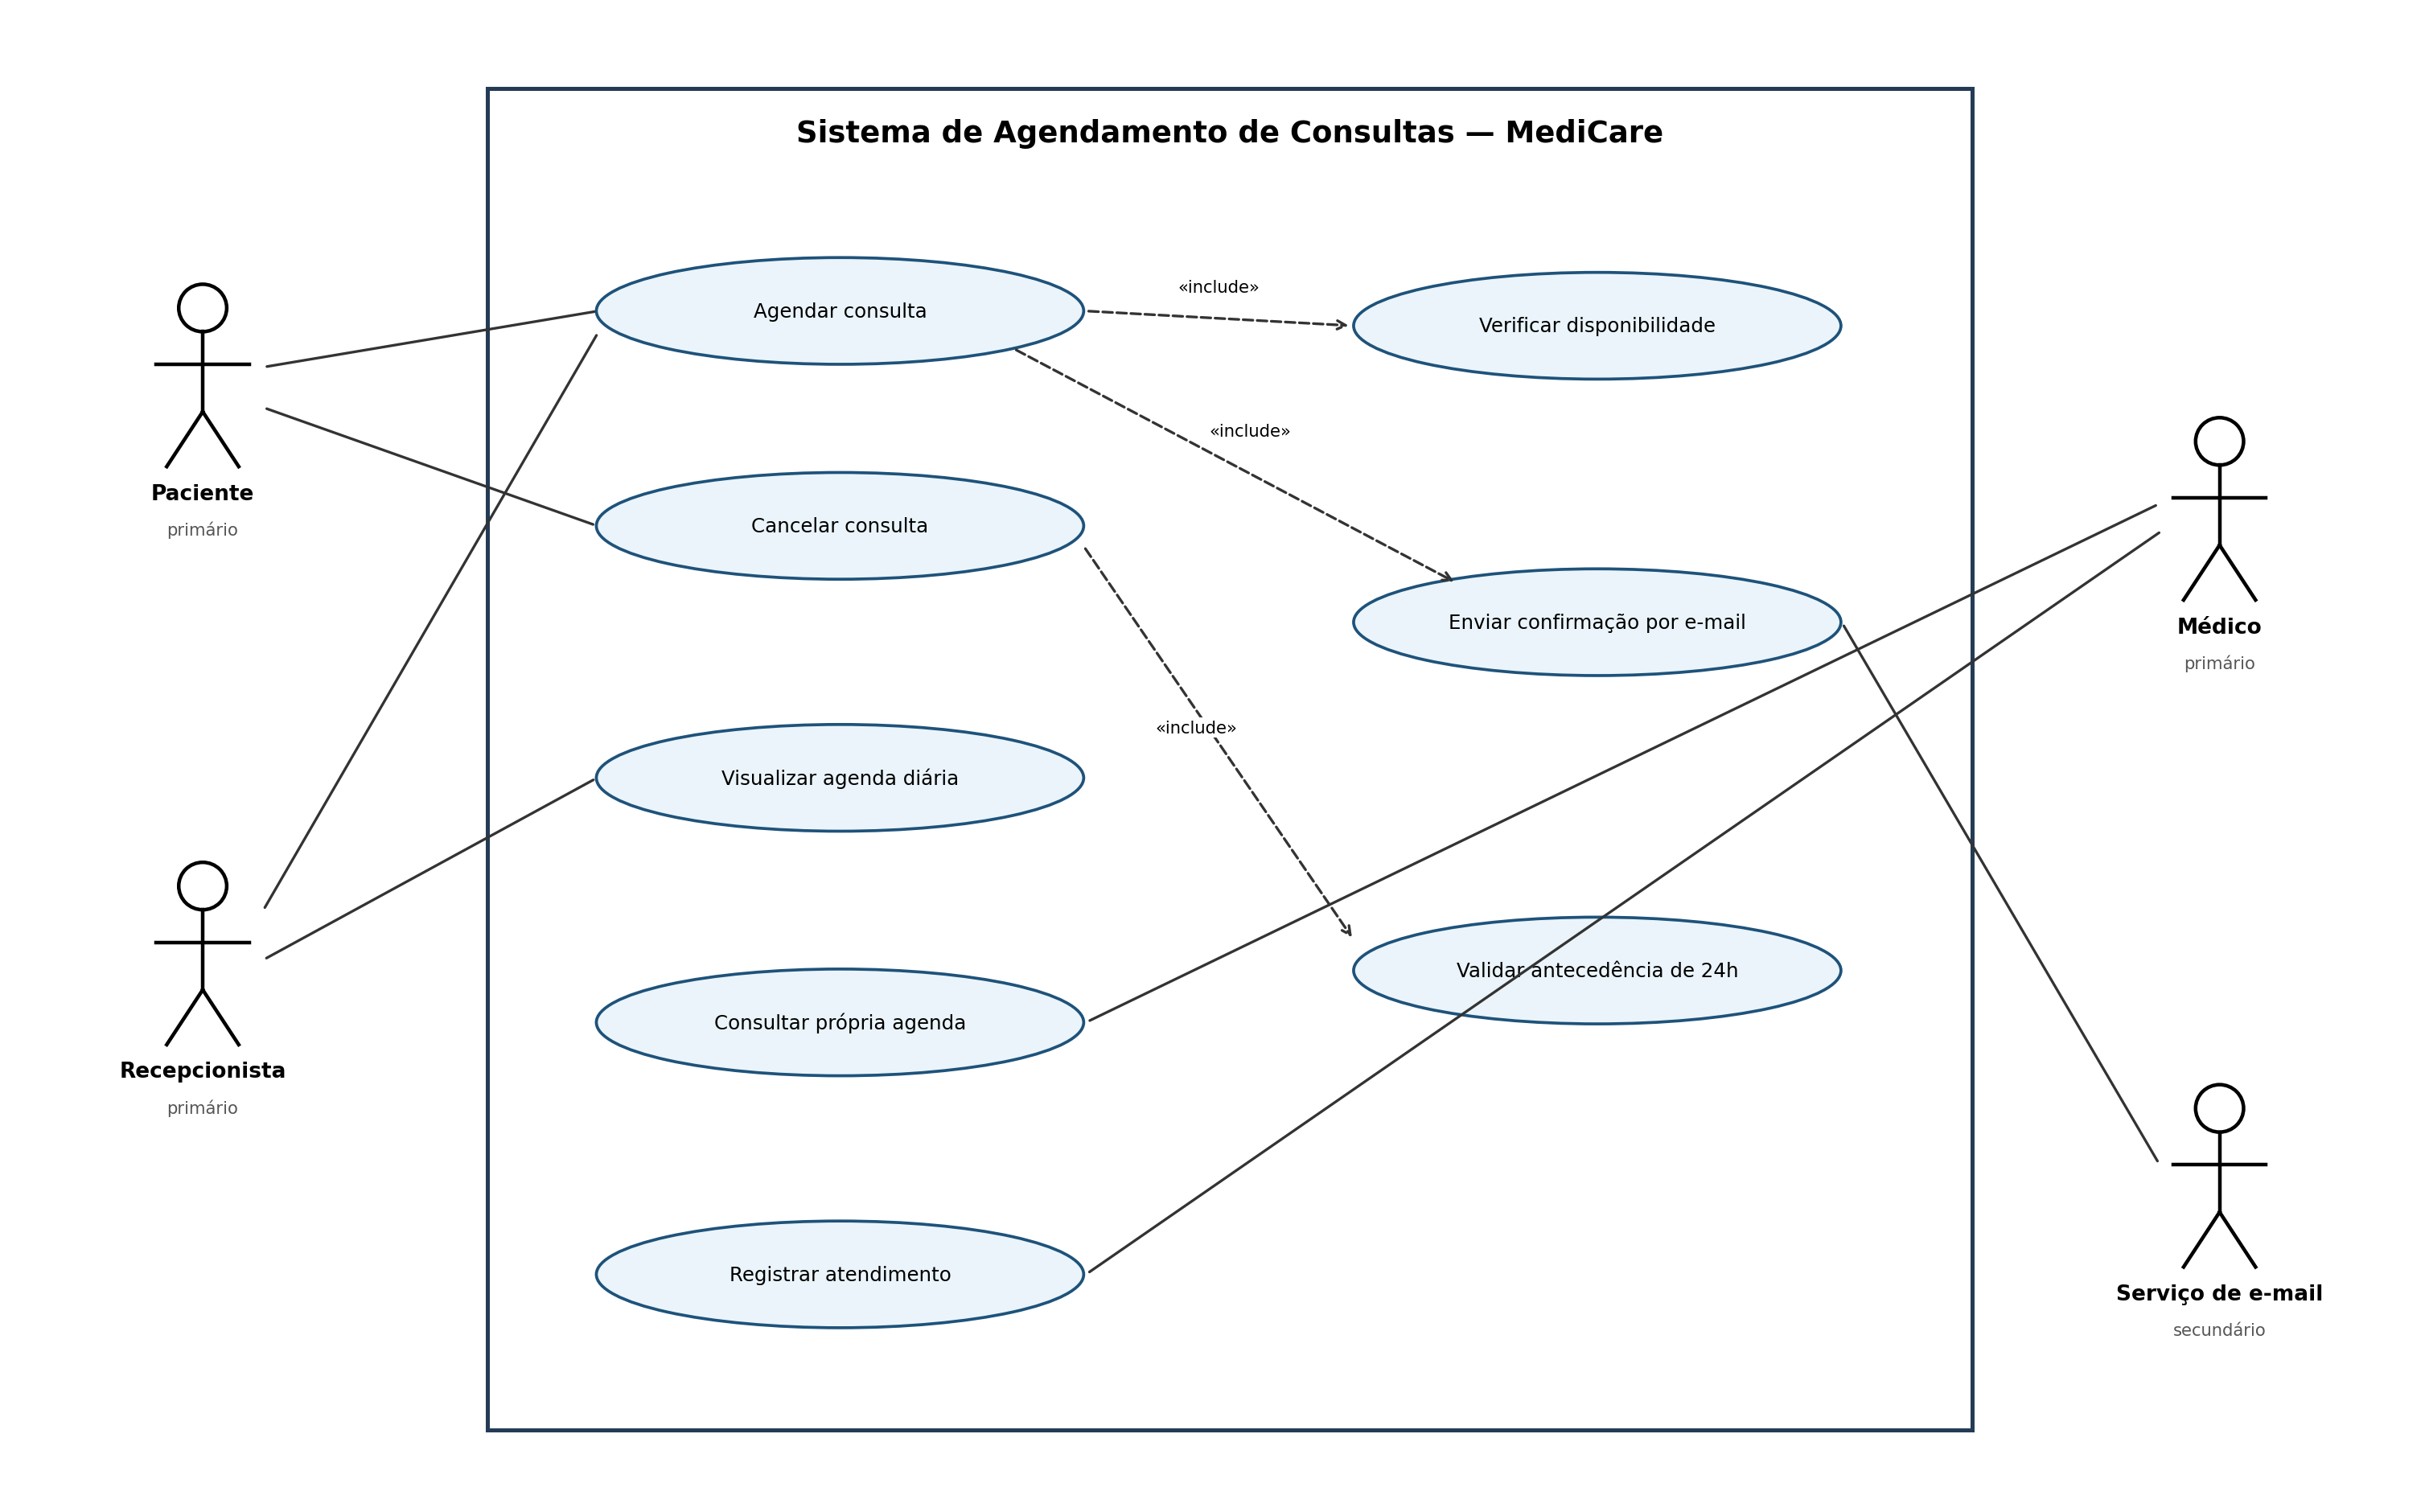 Sistema de Agendamento de Consultas — MediCare
Agendar consulta
«include»
Verificar disponibilidade
«include»
Paciente
primário
Cancelar consulta
Enviar confirmação por e-mail
Médico
primário
«include»
Visualizar agenda diária
Validar antecedência de 24h
Consultar própria agenda
Recepcionista
primário
Registrar atendimento
Serviço de e-mail
secundário